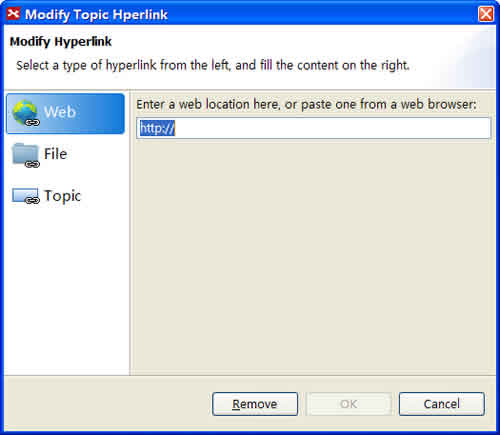 Modify Topic Hperlink
Modify Hyperlink
Select a type of hyperlink from the left, and fill the content on the right.
Web
Enter a web location here, or paste one from a web browser:
http://
File
Topic
Remove
OK
Cancel